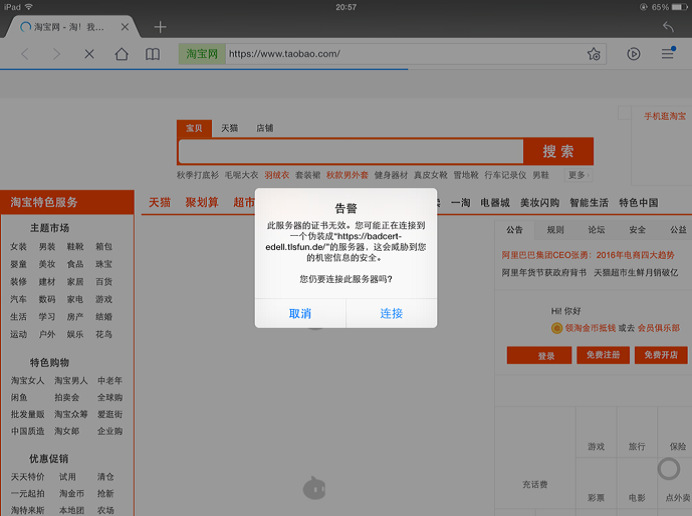 iPad
20:57
65%
淘宝网 - 淘！我…
淘宝网
https://www.taobao.com/
手机逛淘宝
宝贝 天猫 店铺
搜 索
秋季打底衫 毛呢大衣 羽绒衣 套装裙 秋款男外套 健身器材 真皮女靴 雪地靴 行车记录仪 男鞋 更多
淘宝特色服务
天猫 聚划算 超市 一淘 电器城 美妆闪购 智能生活 特色中国
主题市场
女装 男装 鞋靴 箱包
婴童 美妆 食品 珠宝
装修 建材 家居 百货
汽车 数码 家电 游戏
生活 学习 房产 结婚
运动 户外 娱乐 花鸟
特色购物
淘宝女人 淘宝男人 中老年
闲鱼 拍卖会 全球购
批发量贩 淘宝众筹 爱逛街
中国质造 淘女郎 企业购
优惠促销
天天特价 试用 清仓
一元起拍 淘金币 抢新
淘特来斯 本地团 农场
告警
此服务器的证书无效。您可能正在连接到
一个伪装成“https://badcert-
edell.tlsfun.de/”的服务器，这会威胁到您
的机密信息的安全。
您仍要连接此服务器吗?
取消 连接
公告 规则 论坛 安全 公益
阿里巴巴集团CEO张勇：2016年电商四大趋势
阿里年货节获政府背书 天猫超市生鲜月销破亿
Hi! 你好
领淘金币抵钱 或去 会员俱乐部
登录 免费注册 免费开店
游戏 旅行 保险
充话费
彩票 电影 点外卖